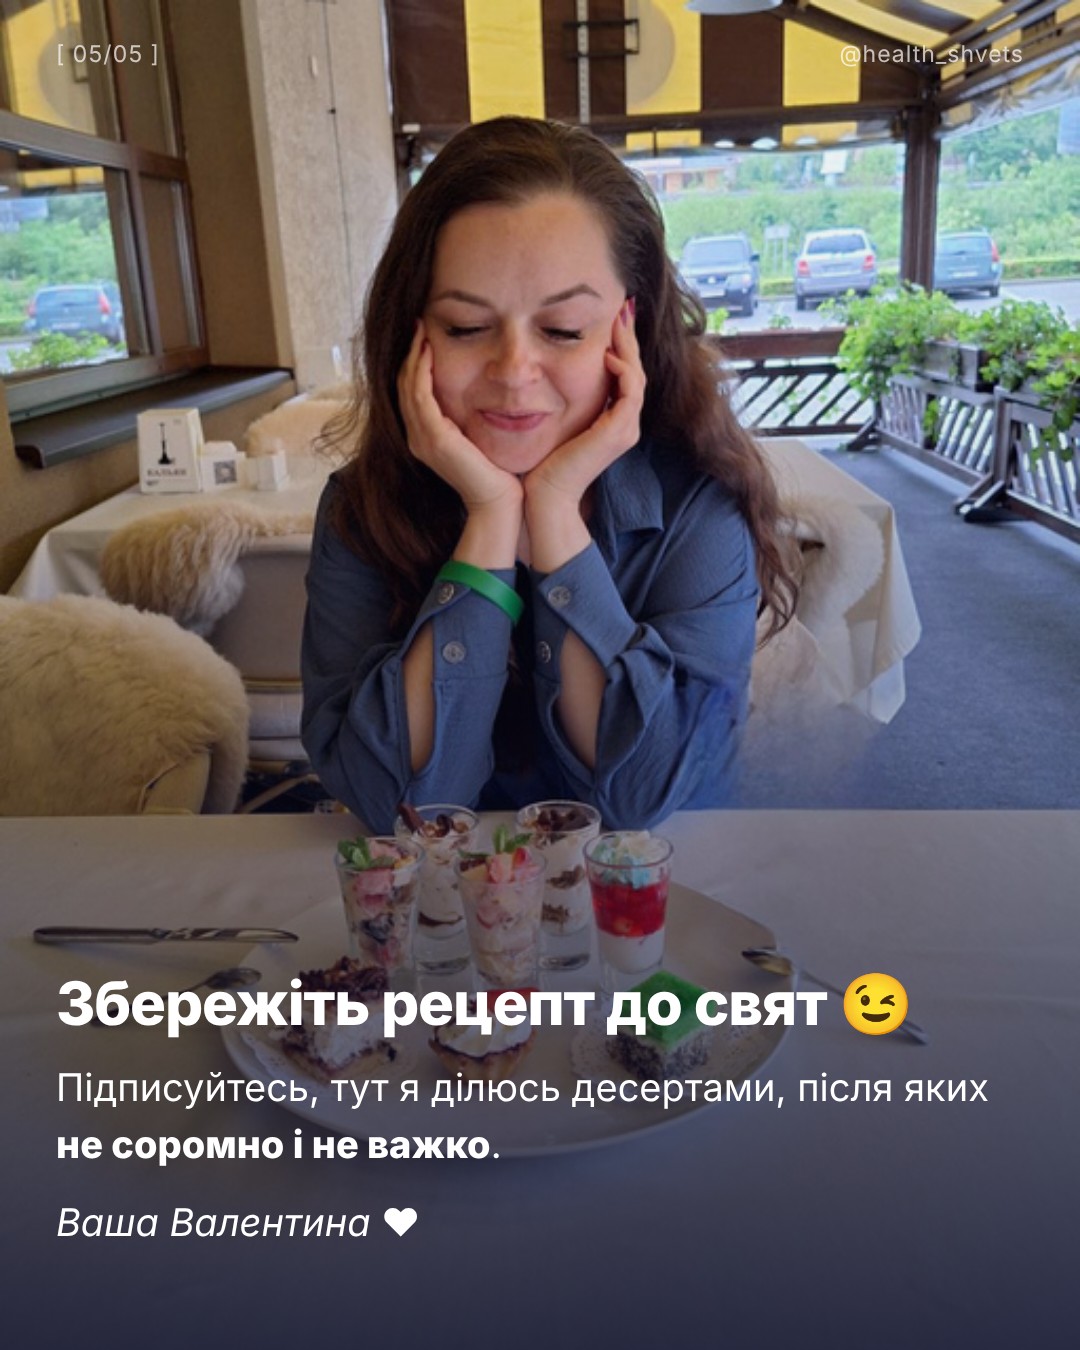 [ 05/05 ]
@health_shvets
КАЛЬЯН
Збережіть рецепт до свят 😉
Підписуйтесь, тут я ділюсь десертами, після яких
не соромно і не важко.
Ваша Валентина ♥